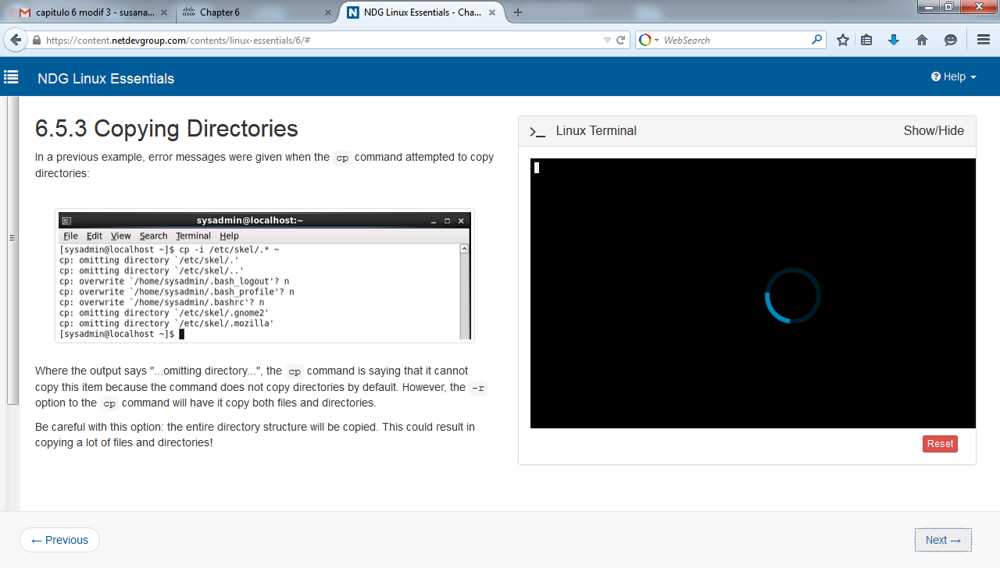 capitulo 6 modif 3 - susana...
Chapter 6
NDG Linux Essentials - Cha...
https://content.netdevgroup.com/contents/linux-essentials/6/#
WebSearch
NDG Linux Essentials
Help
6.5.3 Copying Directories
In a previous example, error messages were given when the cp command attempted to copy
directories:
sysadmin@localhost:~
File Edit View Search Terminal Help
[sysadmin@localhost ~]$ cp -i /etc/skel/.* ~
cp: omitting directory `/etc/skel/.'
cp: omitting directory `/etc/skel/..'
cp: overwrite `/home/sysadmin/.bash_logout'? n
cp: overwrite `/home/sysadmin/.bash_profile'? n
cp: overwrite `/home/sysadmin/.bashrc'? n
cp: omitting directory `/etc/skel/.gnome2'
cp: omitting directory `/etc/skel/.mozilla'
[sysadmin@localhost ~]$
Where the output says "...omitting directory...", the cp command is saying that it cannot
copy this item because the command does not copy directories by default. However, the -r
option to the cp command will have it copy both files and directories.
Be careful with this option: the entire directory structure will be copied. This could result in
copying a lot of files and directories!
Linux Terminal
Show/Hide
Reset
← Previous
Next →